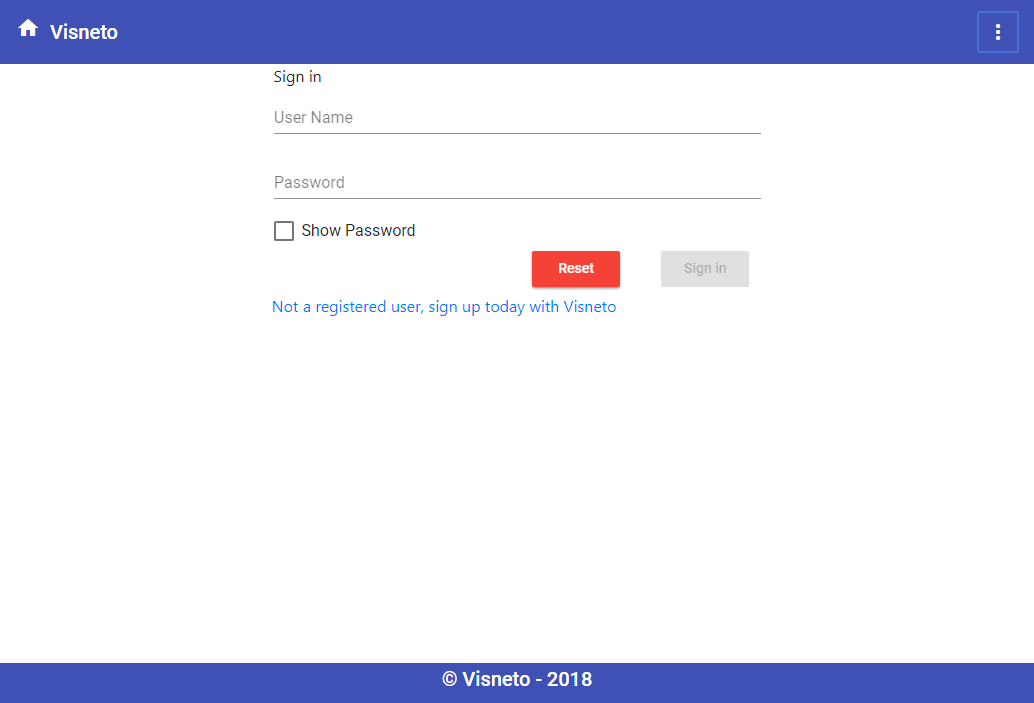 Visneto
Sign in
User Name
Password
Show Password
Reset Sign in
Not a registered user, sign up today with Visneto
© Visneto - 2018